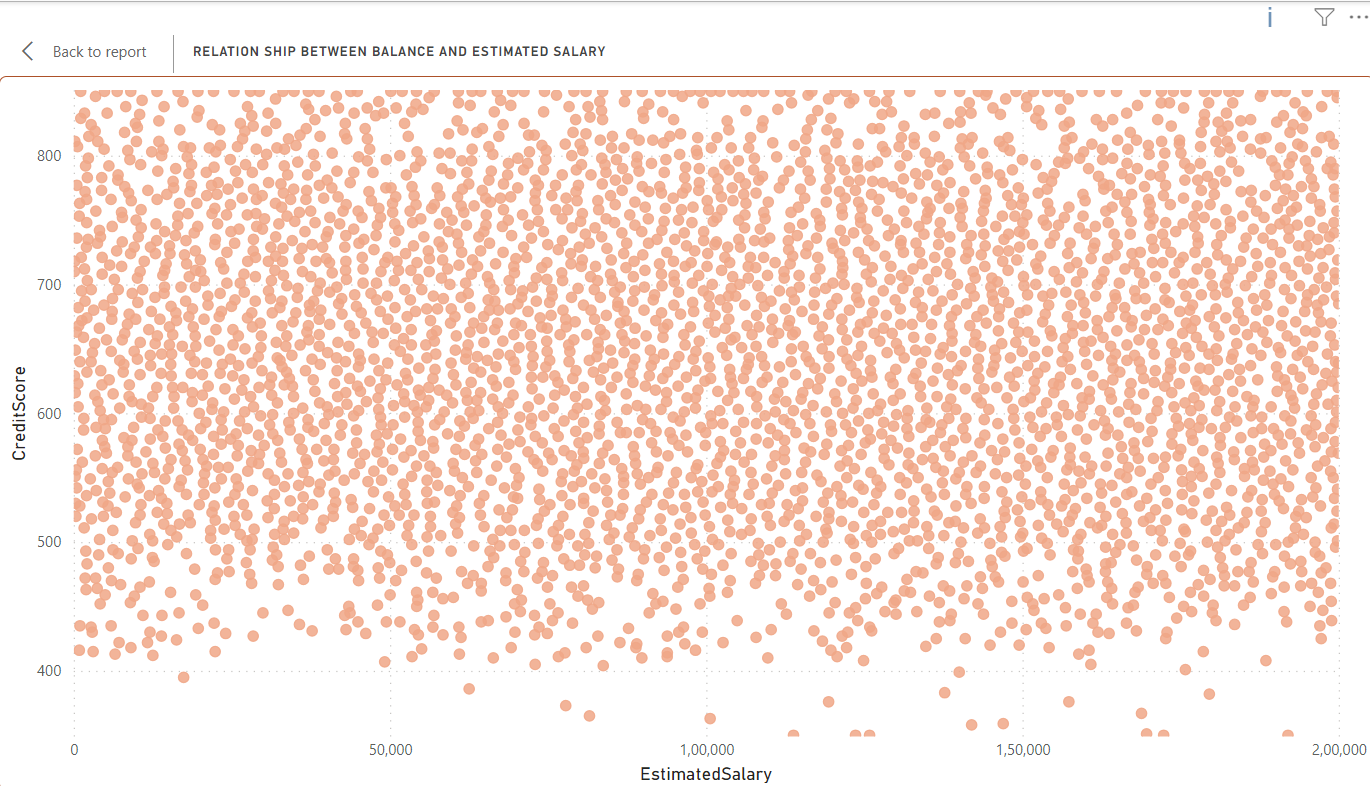 i
Back to report
RELATION SHIP BETWEEN BALANCE AND ESTIMATED SALARY
800
700
600
500
400
CreditScore
0
50,000
1,00,000
1,50,000
2,00,000
EstimatedSalary